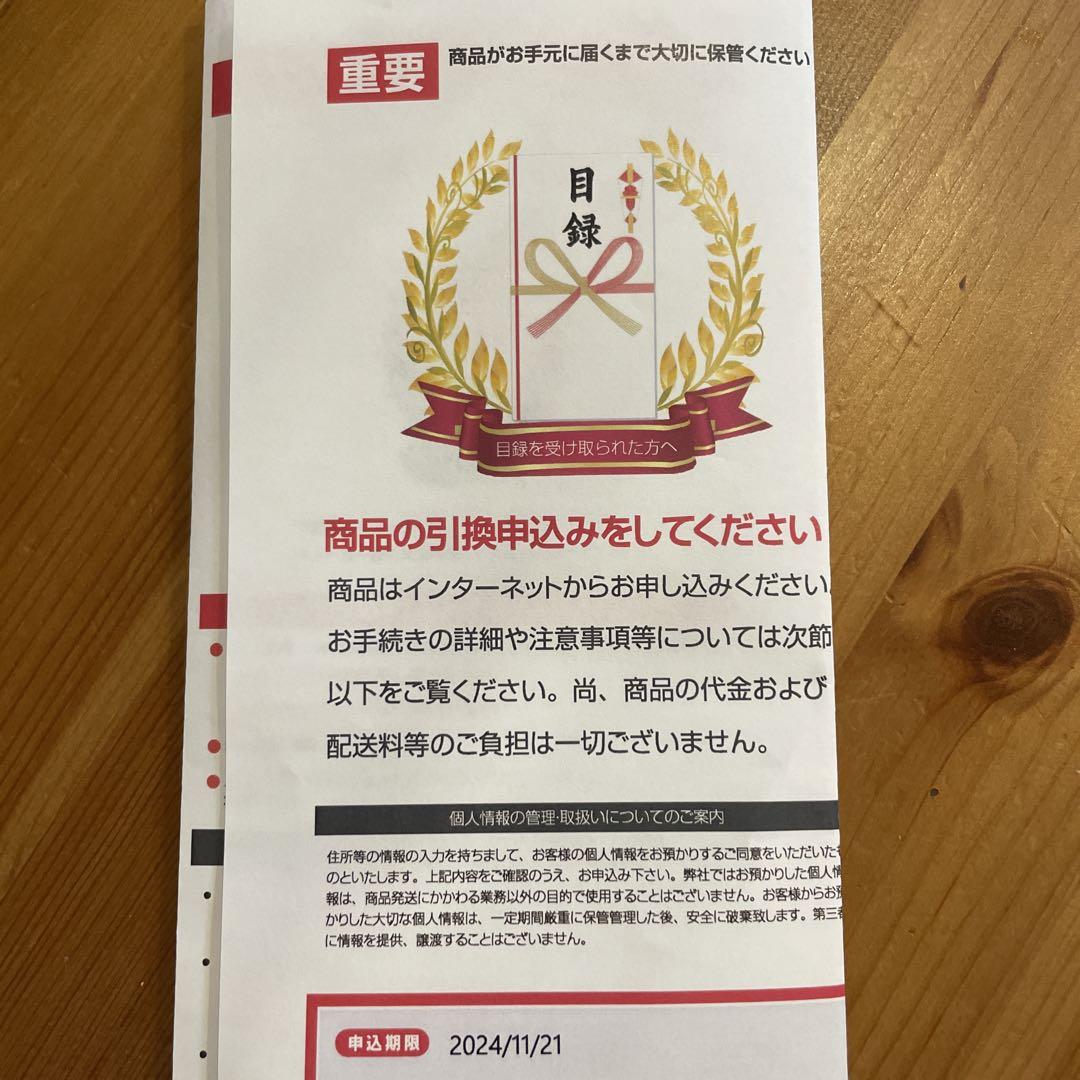 重要
商品がお手元に届くまで大切に保管ください
目録
目録を受け取られた方へ
商品の引換申込みをしてください
商品はインターネットからお申し込みください。
お手続きの詳細や注意事項等については次節
以下をご覧ください。尚、商品の代金および
配送料等のご負担は一切ございません。
個人情報の管理・取扱いについてのご案内
住所等の情報の入力を持ちまして、お客様の個人情報をお預かりするご同意をいただいた
のといたします。上記内容をご確認のうえ、お申込み下さい。弊社ではお預かりした個人情
報は、商品発送にかかわる業務以外の目的で使用することはございません。お客様からお預
かりした大切な個人情報は、一定期間厳重に保管管理した後、安全に破棄致します。第三者
に情報を提供、譲渡することはございません。
申込期限 2024/11/21